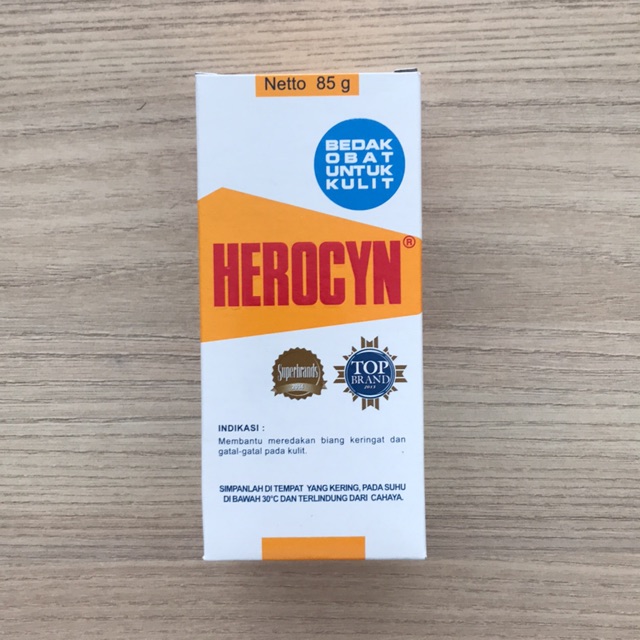 Netto 85 g
BEDAK
OBAT
UNTUK
KULIT
HEROCYN®
Superbrands
TOP
BRAND
INDIKASI :
Membantu meredakan biang keringat dan
gatal-gatal pada kulit.
SIMPANLAH DI TEMPAT YANG KERING, PADA SUHU
DI BAWAH 30°C DAN TERLINDUNG DARI CAHAYA.